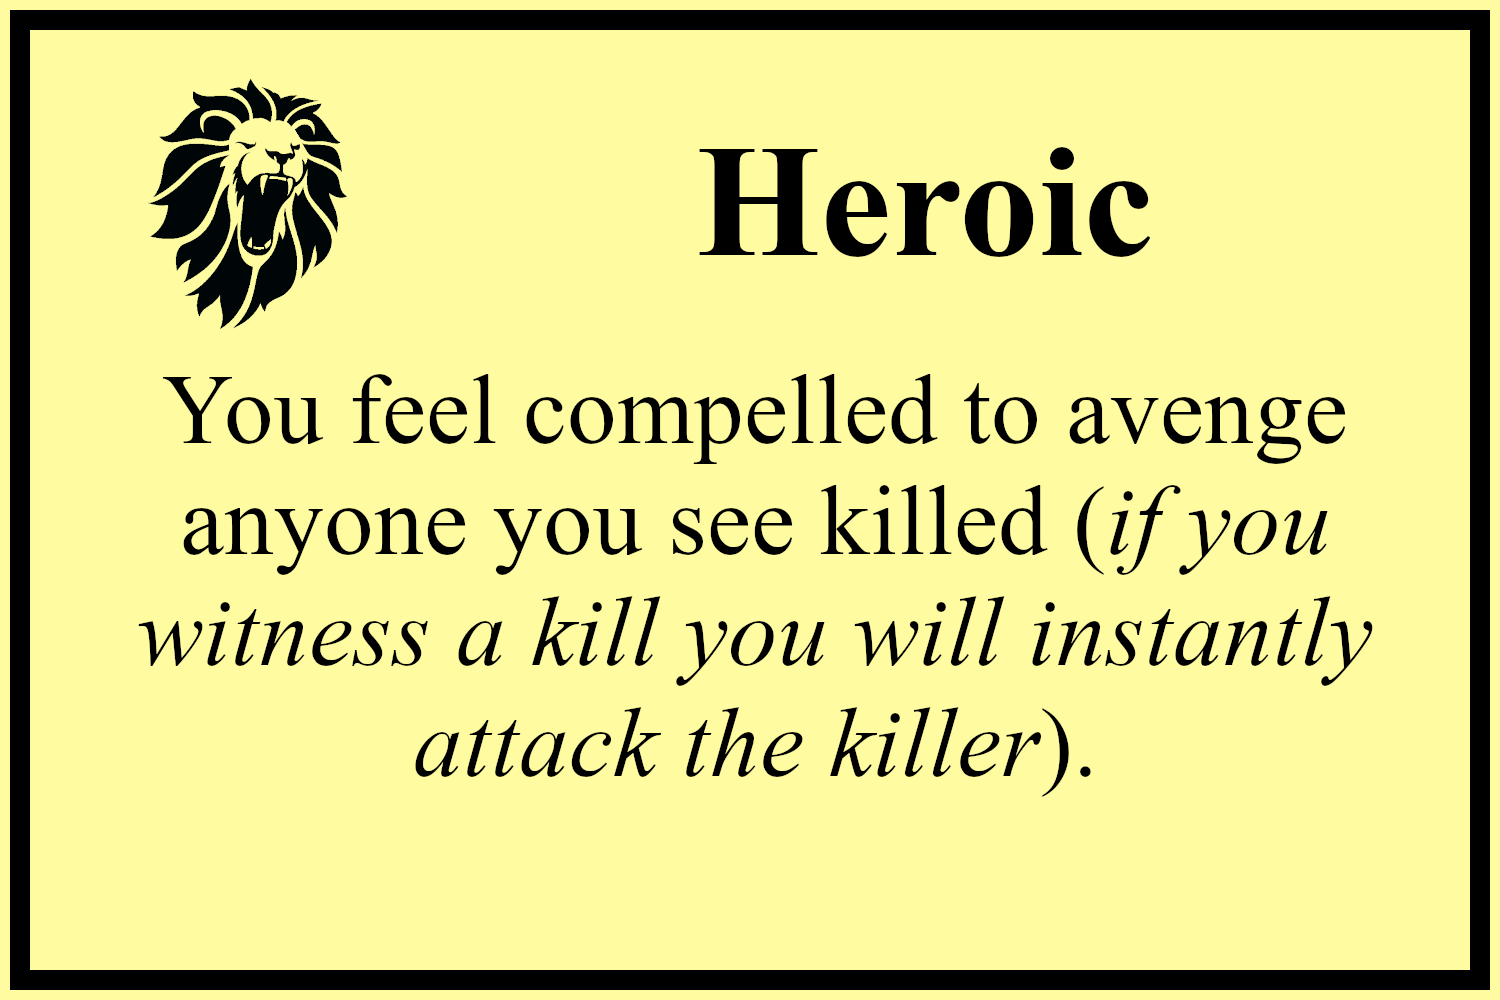 Heroic
You feel compelled to avenge
anyone you see killed (if you
witness a kill you will instantly
attack the killer).